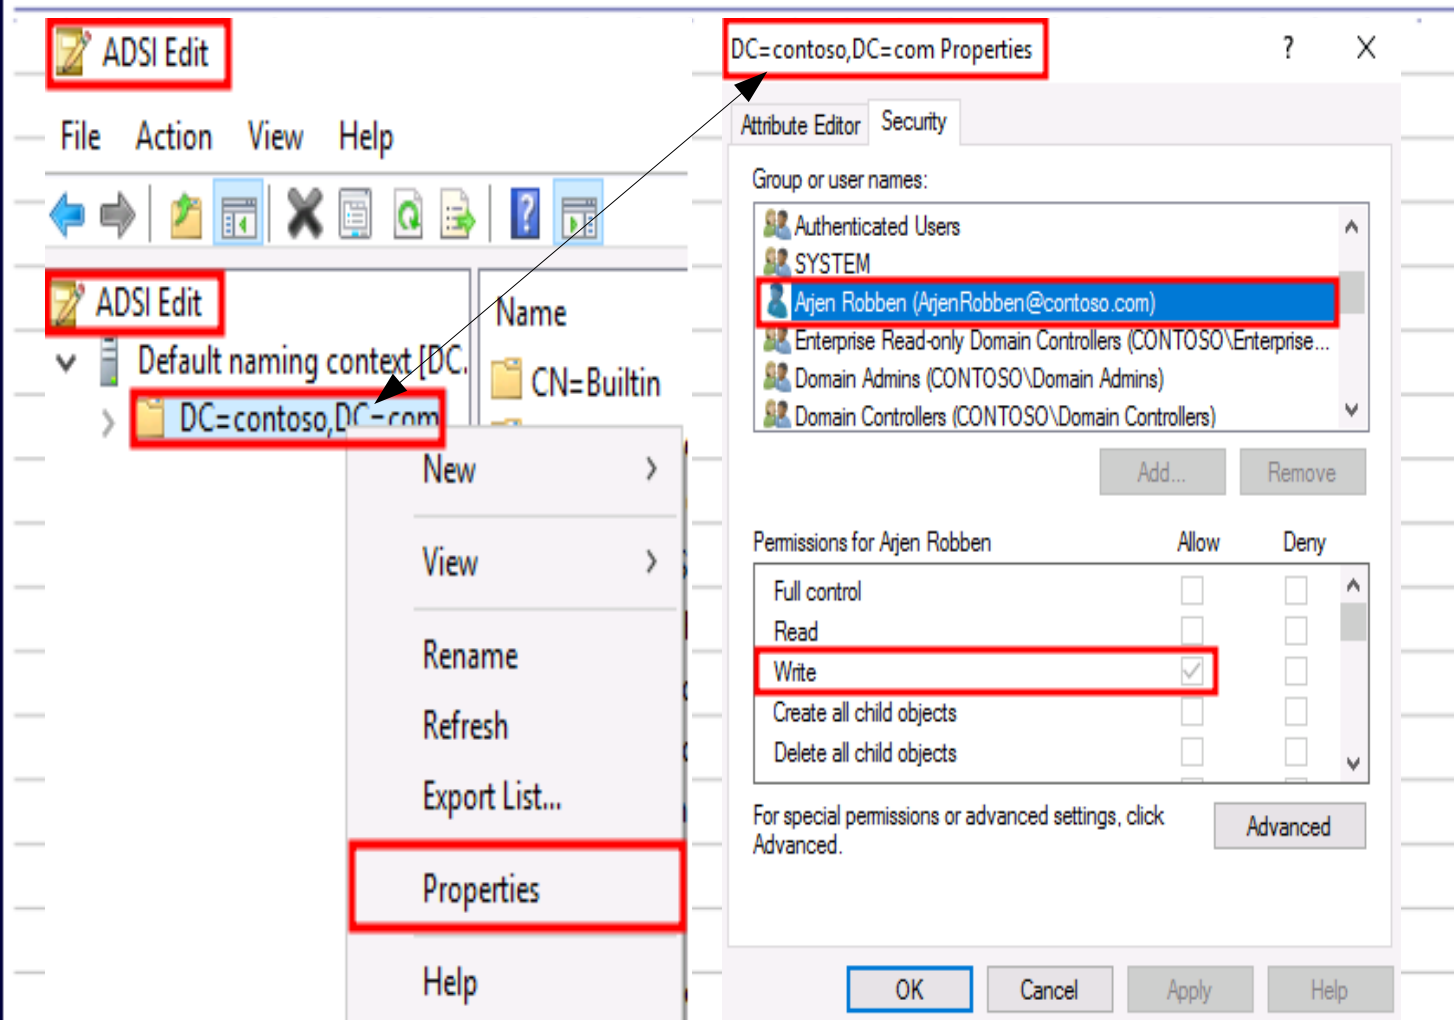 ADSI Edit
File Action View Help
ADSI Edit
Default naming context [DC.
DC=contoso,DC=com
Name
CN=Builtin
New
View
Rename
Refresh
Export List...
Properties
Help
DC=contoso,DC=com Properties
Attribute Editor Security
Group or user names:
Authenticated Users
SYSTEM
Arjen Robben (ArjenRobben@contoso.com)
Enterprise Read-only Domain Controllers (CONTOSO\Enterprise...
Domain Admins (CONTOSO\Domain Admins)
Domain Controllers (CONTOSO\Domain Controllers)
Add... Remove
Permissions for Arjen Robben Allow Deny
Full control
Read
Write
Create all child objects
Delete all child objects
For special permissions or advanced settings, click
Advanced.
Advanced
OK Cancel Apply Help